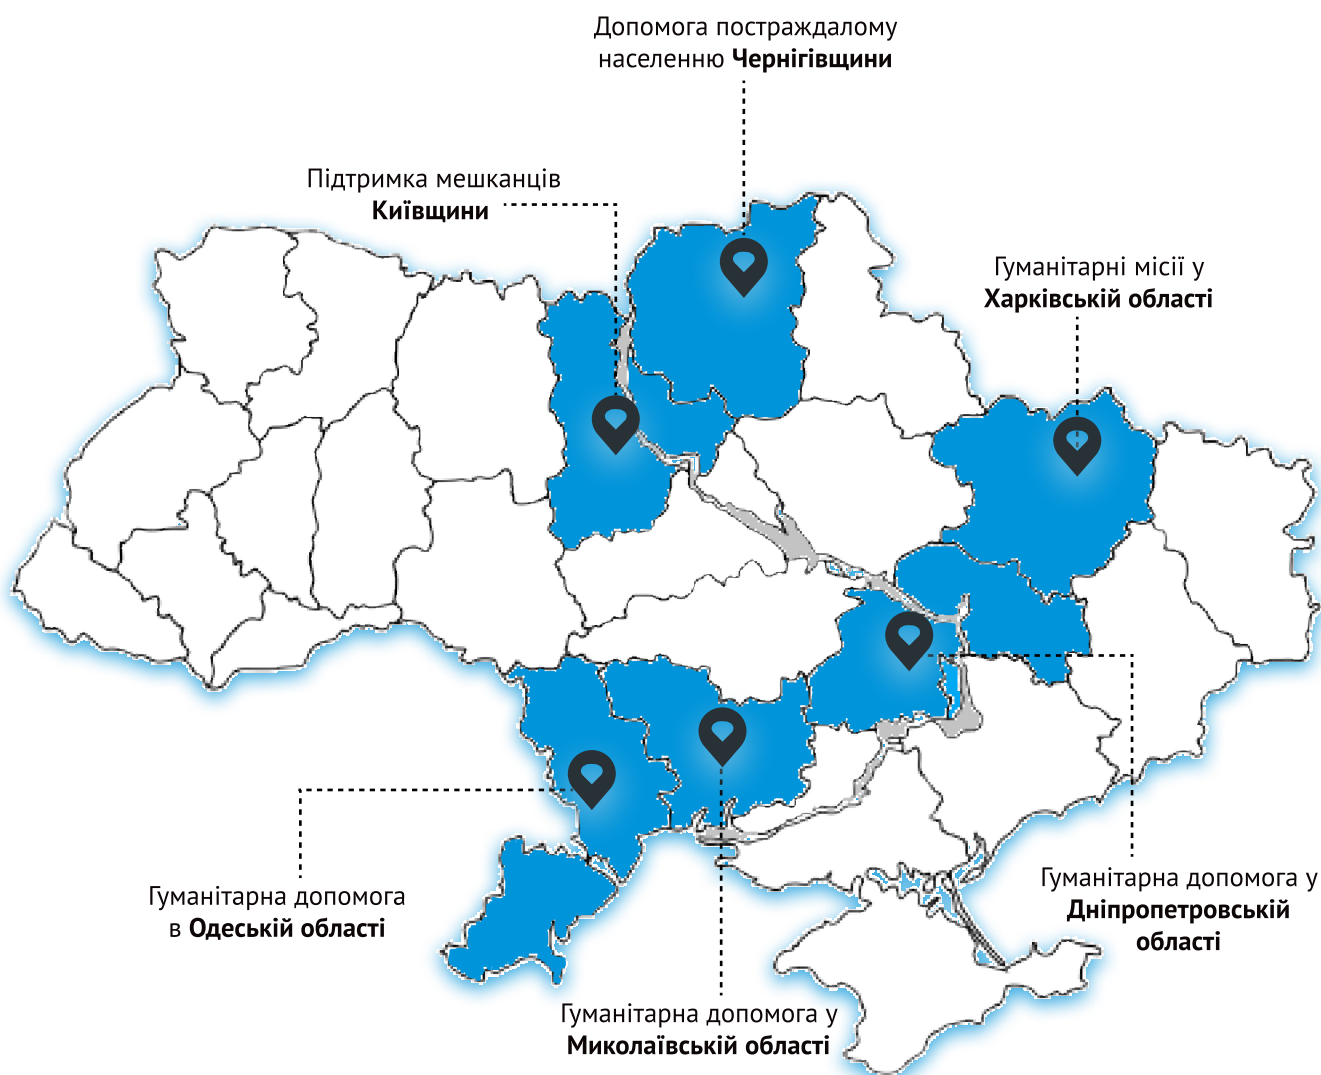 Допомога постраждалому
населенню Чернігівщини
Підтримка мешканців
Київщини
Гуманітарні місії у
Харківській області
Гуманітарна допомога у
Дніпропетровській
області
Гуманітарна допомога
в Одеській області
Гуманітарна допомога у
Миколаївській області